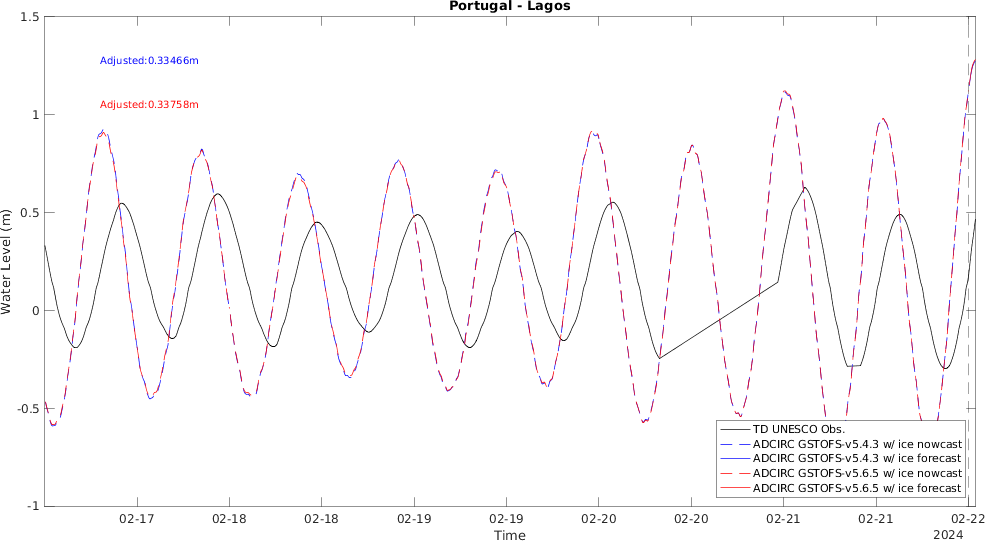 Portugal - Lagos
1.5
1
0.5
0
-0.5
-1
Water Level (m)
Adjusted:0.33466m
Adjusted:0.33758m
TD UNESCO Obs.
ADCIRC GSTOFS-v5.4.3 w/ ice nowcast
ADCIRC GSTOFS-v5.4.3 w/ ice forecast
ADCIRC GSTOFS-v5.6.5 w/ ice nowcast
ADCIRC GSTOFS-v5.6.5 w/ ice forecast
02-17 02-18 02-18 02-19 02-19 02-20 02-20 02-21 02-21 02-22
Time
2024